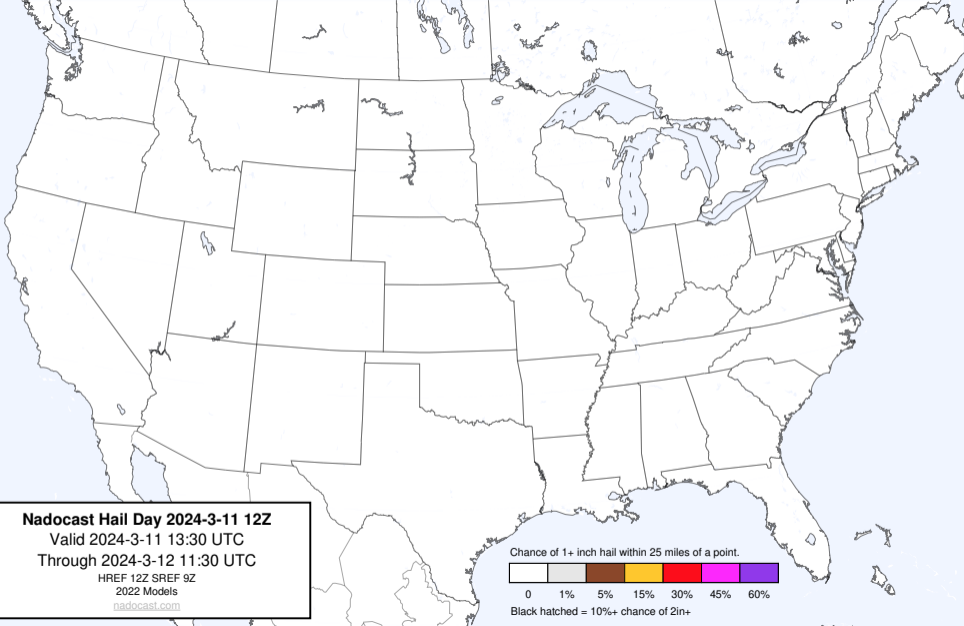 Nadocast Hail Day 2024-3-11 12Z
Valid 2024-3-11 13:30 UTC
Through 2024-3-12 11:30 UTC
HREF 12Z SREF 9Z
2022 Models
nadocast.com
Chance of 1+ inch hail within 25 miles of a point.
0 1% 5% 15% 30% 45% 60%
Black hatched = 10%+ chance of 2in+